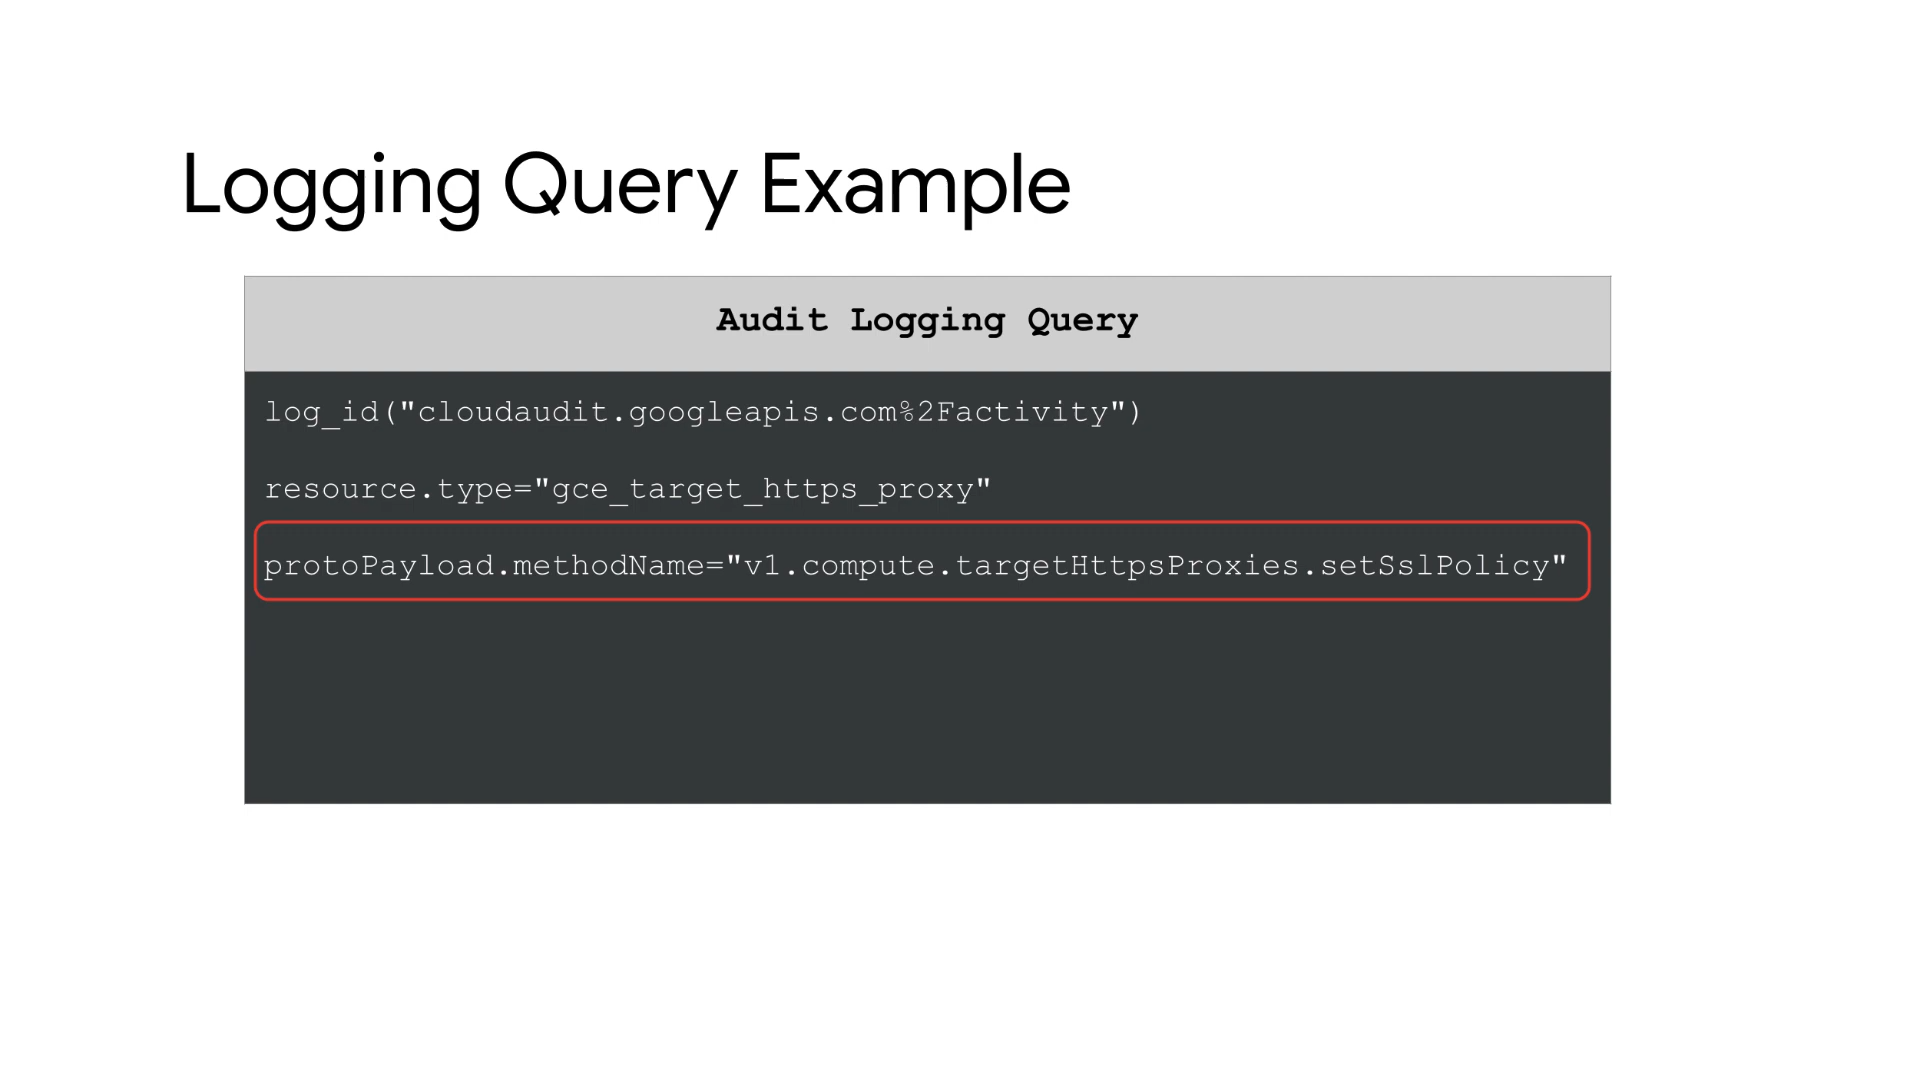 Logging Query Example
Audit Logging Query
log_id("cloudaudit.googleapis.com%2Factivity")
resource.type="gce_target_https_proxy"
protoPayload.methodName="v1.compute.targetHttpsProxies.setSslPolicy"